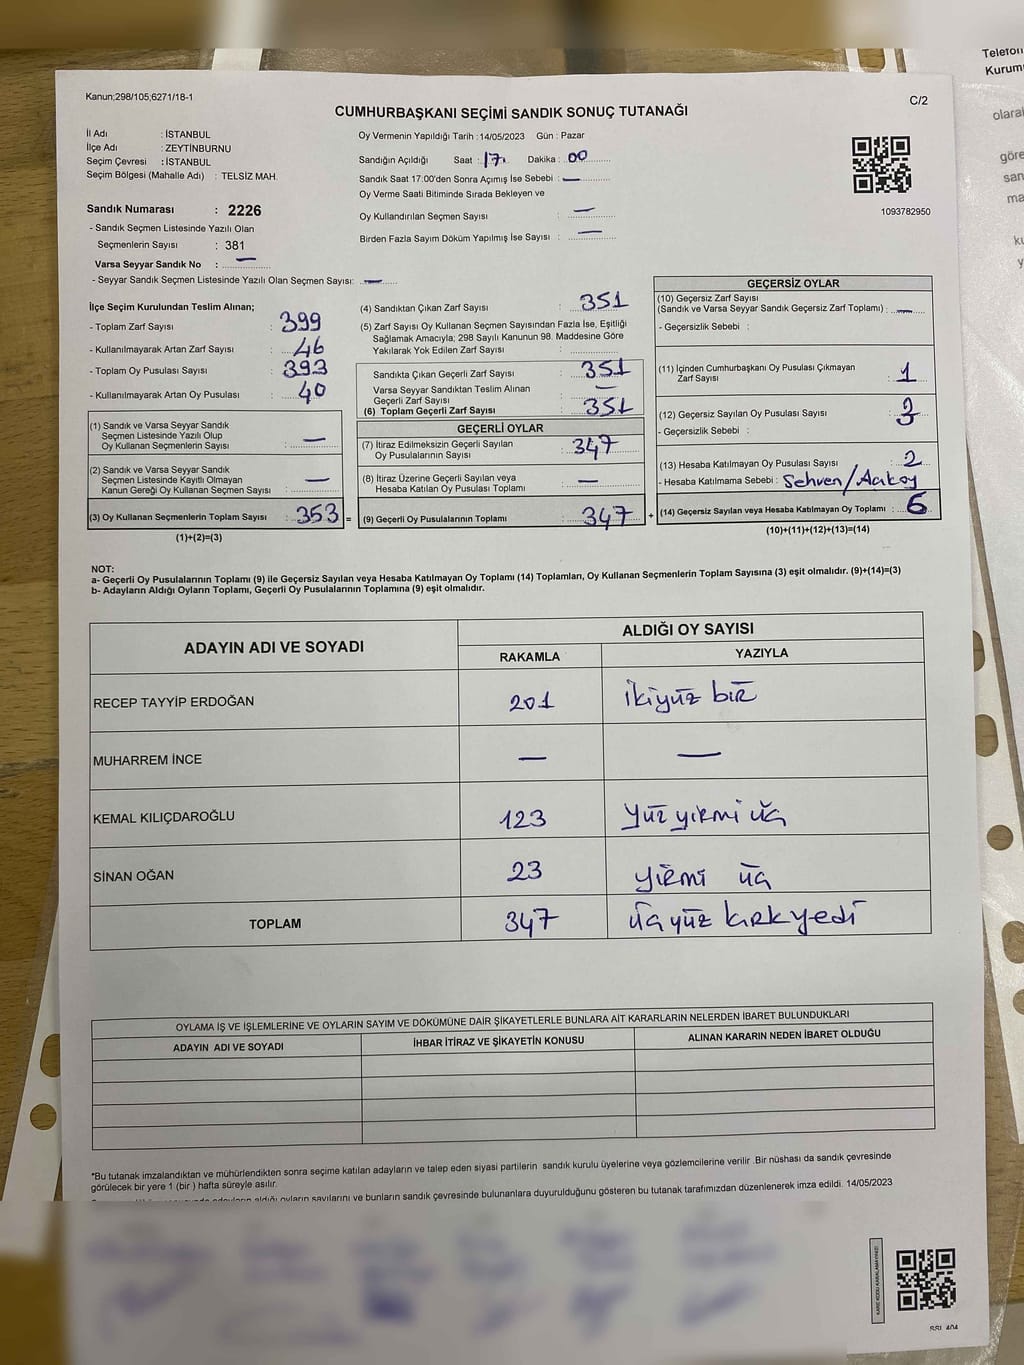 Telefon
Kurum
Kanun;298/105;6271/18-1
C/2
CUMHURBAŞKANI SEÇİMİ SANDIK SONUÇ TUTANAĞI
İl Adı : İSTANBUL
İlçe Adı : ZEYTİNBURNU
Seçim Çevresi : İSTANBUL
Seçim Bölgesi (Mahalle Adı) : TELSİZ MAH.
Oy Vermenin Yapıldığı Tarih :14/05/2023 Gün : Pazar
Sandığın Açıldığı Saat : 17 Dakika : 00
Sandık Saat 17:00'den Sonra Açımış İse Sebebi : —
Oy Verme Saati Bitiminde Sırada Bekleyen ve
Oy Kullandırılan Seçmen Sayısı : —
Birden Fazla Sayım Döküm Yapılmış İse Sayısı : —
1093782950
Sandık Numarası : 2226
- Sandık Seçmen Listesinde Yazılı Olan
Seçmenlerin Sayısı : 381
Varsa Seyyar Sandık No : —
- Seyyar Sandık Seçmen Listesinde Yazılı Olan Seçmen Sayısı: —
İlçe Seçim Kurulundan Teslim Alınan;
- Toplam Zarf Sayısı : 399
- Kullanılmayarak Artan Zarf Sayısı : 46
- Toplam Oy Pusulası Sayısı : 393
- Kullanılmayarak Artan Oy Pusulası : 40
(1) Sandık ve Varsa Seyyar Sandık
Seçmen Listesinde Yazılı Olup
Oy Kullanan Seçmenlerin Sayısı : —
(2) Sandık ve Varsa Seyyar Sandık
Seçmen Listesinde Kayıtlı Olmayan
Kanun Gereği Oy Kullanan Seçmen Sayısı : —
(3) Oy Kullanan Seçmenlerin Toplam Sayısı : 353 =
(1)+(2)=(3)
(4) Sandıktan Çıkan Zarf Sayısı : 351
(5) Zarf Sayısı Oy Kullanan Seçmen Sayısından Fazla İse, Eşitliği
Sağlamak Amacıyla; 298 Sayılı Kanunun 98. Maddesine Göre
Yakılarak Yok Edilen Zarf Sayısı :
Sandıkta Çıkan Geçerli Zarf Sayısı : 351
Varsa Seyyar Sandıktan Teslim Alınan
Geçerli Zarf Sayısı : —
(6) Toplam Geçerli Zarf Sayısı : 351
GEÇERLİ OYLAR
(7) İtiraz Edilmeksizin Geçerli Sayılan
Oy Pusulalarının Sayısı : 347
(8) İtiraz Üzerine Geçerli Sayılan veya
Hesaba Katılan Oy Pusulası Toplamı : —
(9) Geçerli Oy Pusulalarının Toplamı : 347 +
GEÇERSİZ OYLAR
(10) Geçersiz Zarf Sayısı
(Sandık ve Varsa Seyyar Sandık Geçersiz Zarf Toplamı) : —
- Geçersizlik Sebebi :
(11) İçinden Cumhurbaşkanı Oy Pusulası Çıkmayan
Zarf Sayısı : 1
(12) Geçersiz Sayılan Oy Pusulası Sayısı : 3
- Geçersizlik Sebebi :
(13) Hesaba Katılmayan Oy Pusulası Sayısı : 2
- Hesaba Katılmama Sebebi : Sehven/
(14) Geçersiz Sayılan veya Hesaba Katılmayan Oy Toplamı : 6
(10)+(11)+(12)+(13)=(14)
NOT:
a- Geçerli Oy Pusulalarının Toplamı (9) ile Geçersiz Sayılan veya Hesaba Katılmayan Oy Toplamı (14) Toplamları, Oy Kullanan Seçmenlerin Toplam Sayısına (3) eşit olmalıdır. (9)+(14)=(3)
b- Adayların Aldığı Oyların Toplamı, Geçerli Oy Pusulalarının Toplamına (9) eşit olmalıdır.
ADAYIN ADI VE SOYADI
ALDIĞI OY SAYISI
RAKAMLA YAZIYLA
RECEP TAYYİP ERDOĞAN 201 ikiyüz bir
MUHARREM İNCE — —
KEMAL KILIÇDAROĞLU 123 yüz yirmi üç
SİNAN OĞAN 23 yirmi üç
TOPLAM 347 üç yüz kırk yedi
OYLAMA İŞ VE İŞLEMLERİNE VE OYLARIN SAYIM VE DÖKÜMÜNE DAİR ŞİKAYETLERLE BUNLARA AİT KARARLARIN NELERDEN İBARET BULUNDUKLARI
ADAYIN ADI VE SOYADI İHBAR İTİRAZ VE ŞİKAYETİN KONUSU ALINAN KARARIN NEDEN İBARET OLDUĞU
*Bu tutanak imzalandıktan ve mühürlendikten sonra seçime katılan adayların ve talep eden siyasi partilerin sandık kurulu üyelerine veya gözlemcilerine verilir .Bir nüshası da sandık çevresinde
görülecek bir yere 1 (bir ) hafta süreyle asılır.
adayların aldığı oyların sayılarını ve bunların sandık çevresinde bulunanlara duyurulduğunu gösteren bu tutanak tarafımızdan düzenlenerek imza edildi. 14/05/2023